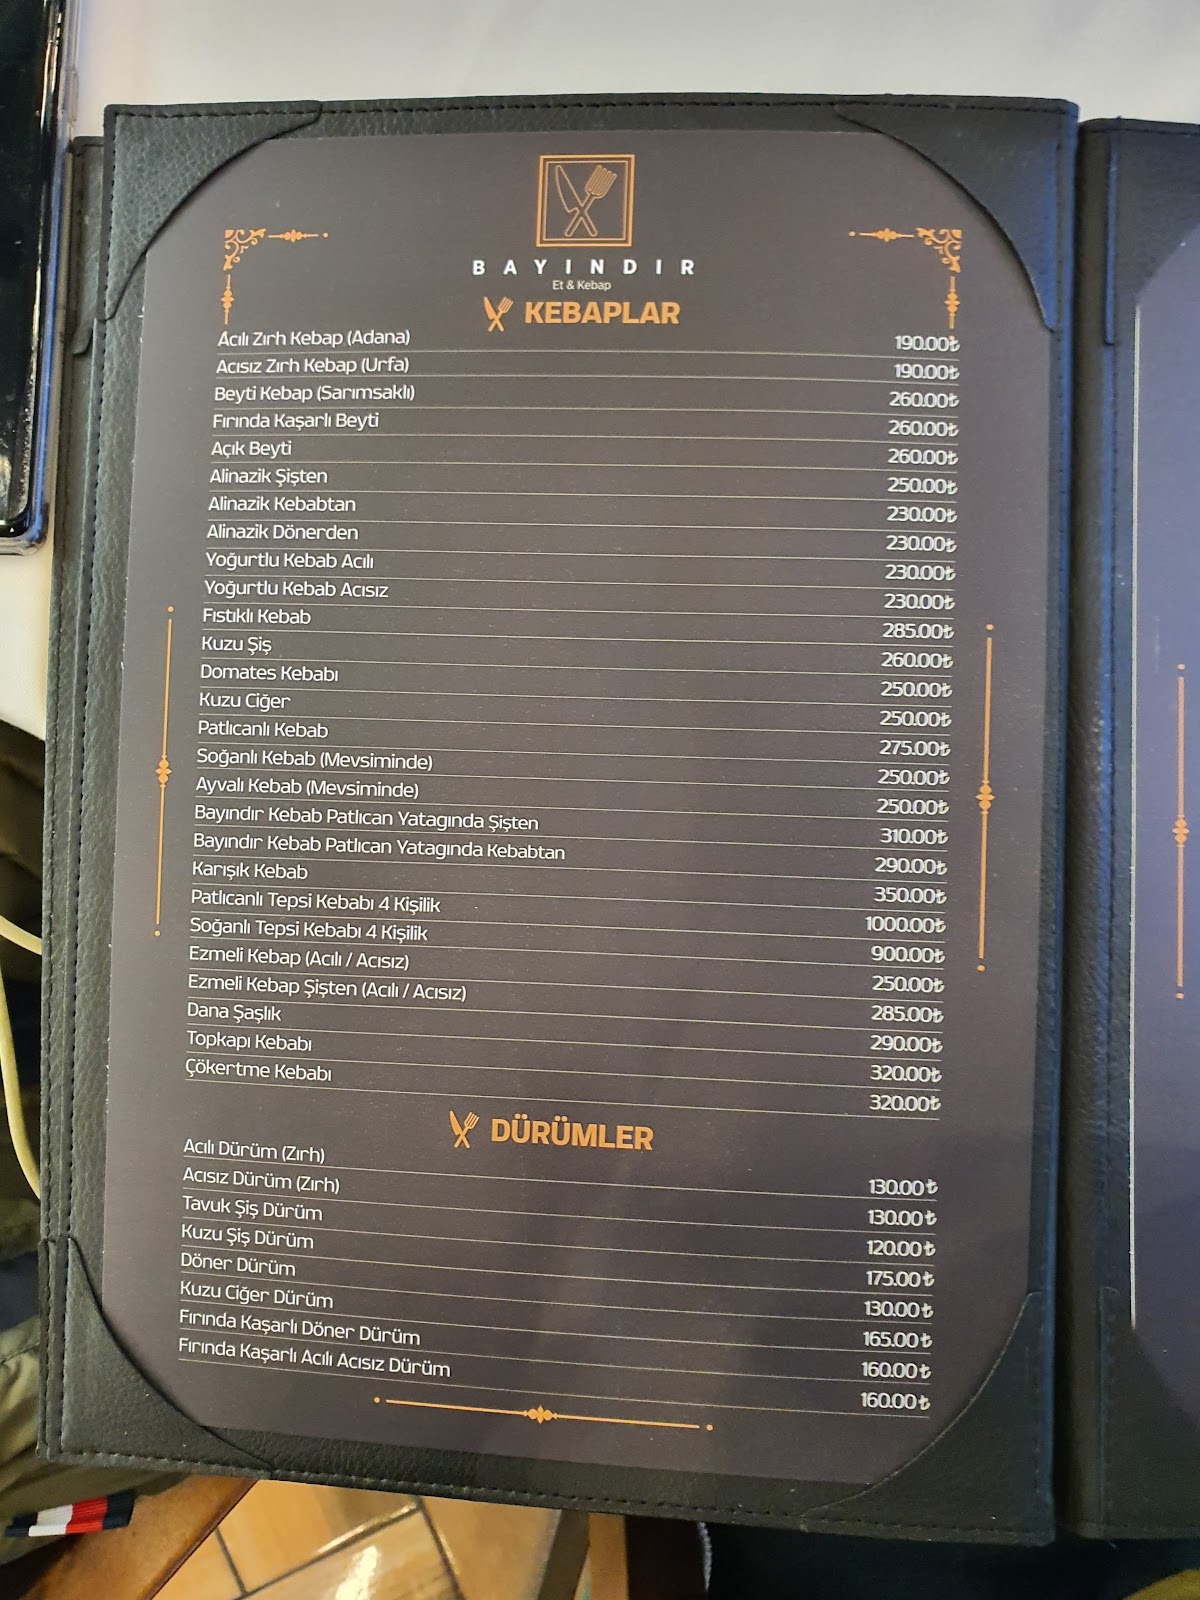 BAYINDIR
Et & Kebap
KEBAPLAR
Acılı Zırh Kebap (Adana) 190.00₺
Acısız Zırh Kebap (Urfa) 190.00₺
Beyti Kebap (Sarımsaklı) 260.00₺
Fırında Kaşarlı Beyti 260.00₺
Açık Beyti 260.00₺
Alinazik Şişten 250.00₺
Alinazik Kebabtan 230.00₺
Alinazik Dönerden 230.00₺
Yoğurtlu Kebab Acılı 230.00₺
Yoğurtlu Kebab Acısız 230.00₺
Fıstıklı Kebab 285.00₺
Kuzu Şiş 260.00₺
Domates Kebabı 250.00₺
Kuzu Ciğer 250.00₺
Patlıcanlı Kebab 275.00₺
Soğanlı Kebab (Mevsiminde) 250.00₺
Ayvalı Kebab (Mevsiminde) 250.00₺
Bayındır Kebab Patlıcan Yatagında Şişten 310.00₺
Bayındır Kebab Patlıcan Yatagında Kebabtan 290.00₺
Karışık Kebab 350.00₺
Patlıcanlı Tepsi Kebabı 4 Kişilik 1000.00₺
Soğanlı Tepsi Kebabı 4 Kişilik 900.00₺
Ezmeli Kebap (Acılı / Acısız) 250.00₺
Ezmeli Kebap Şişten (Acılı / Acısız) 285.00₺
Dana Şaşlık 290.00₺
Topkapı Kebabı 320.00₺
Çökertme Kebabı 320.00₺
DÜRÜMLER
Acılı Dürüm (Zırh) 130.00₺
Acısız Dürüm (Zırh) 130.00₺
Tavuk Şiş Dürüm 120.00₺
Kuzu Şiş Dürüm 175.00₺
Döner Dürüm 130.00₺
Kuzu Ciğer Dürüm 165.00₺
Fırında Kaşarlı Döner Dürüm 160.00₺
Fırında Kaşarlı Acılı Acısız Dürüm 160.00₺